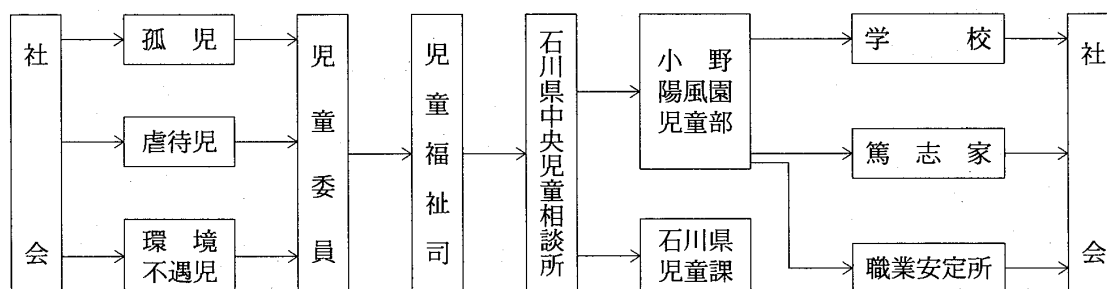 社会
孤児
虐待児
環境
不遇児
児童委員
児童福祉司
石川県中央児童相談所
小野
陽風園
児童部
石川県
児童課
学校
篤志家
職業安定所
社会